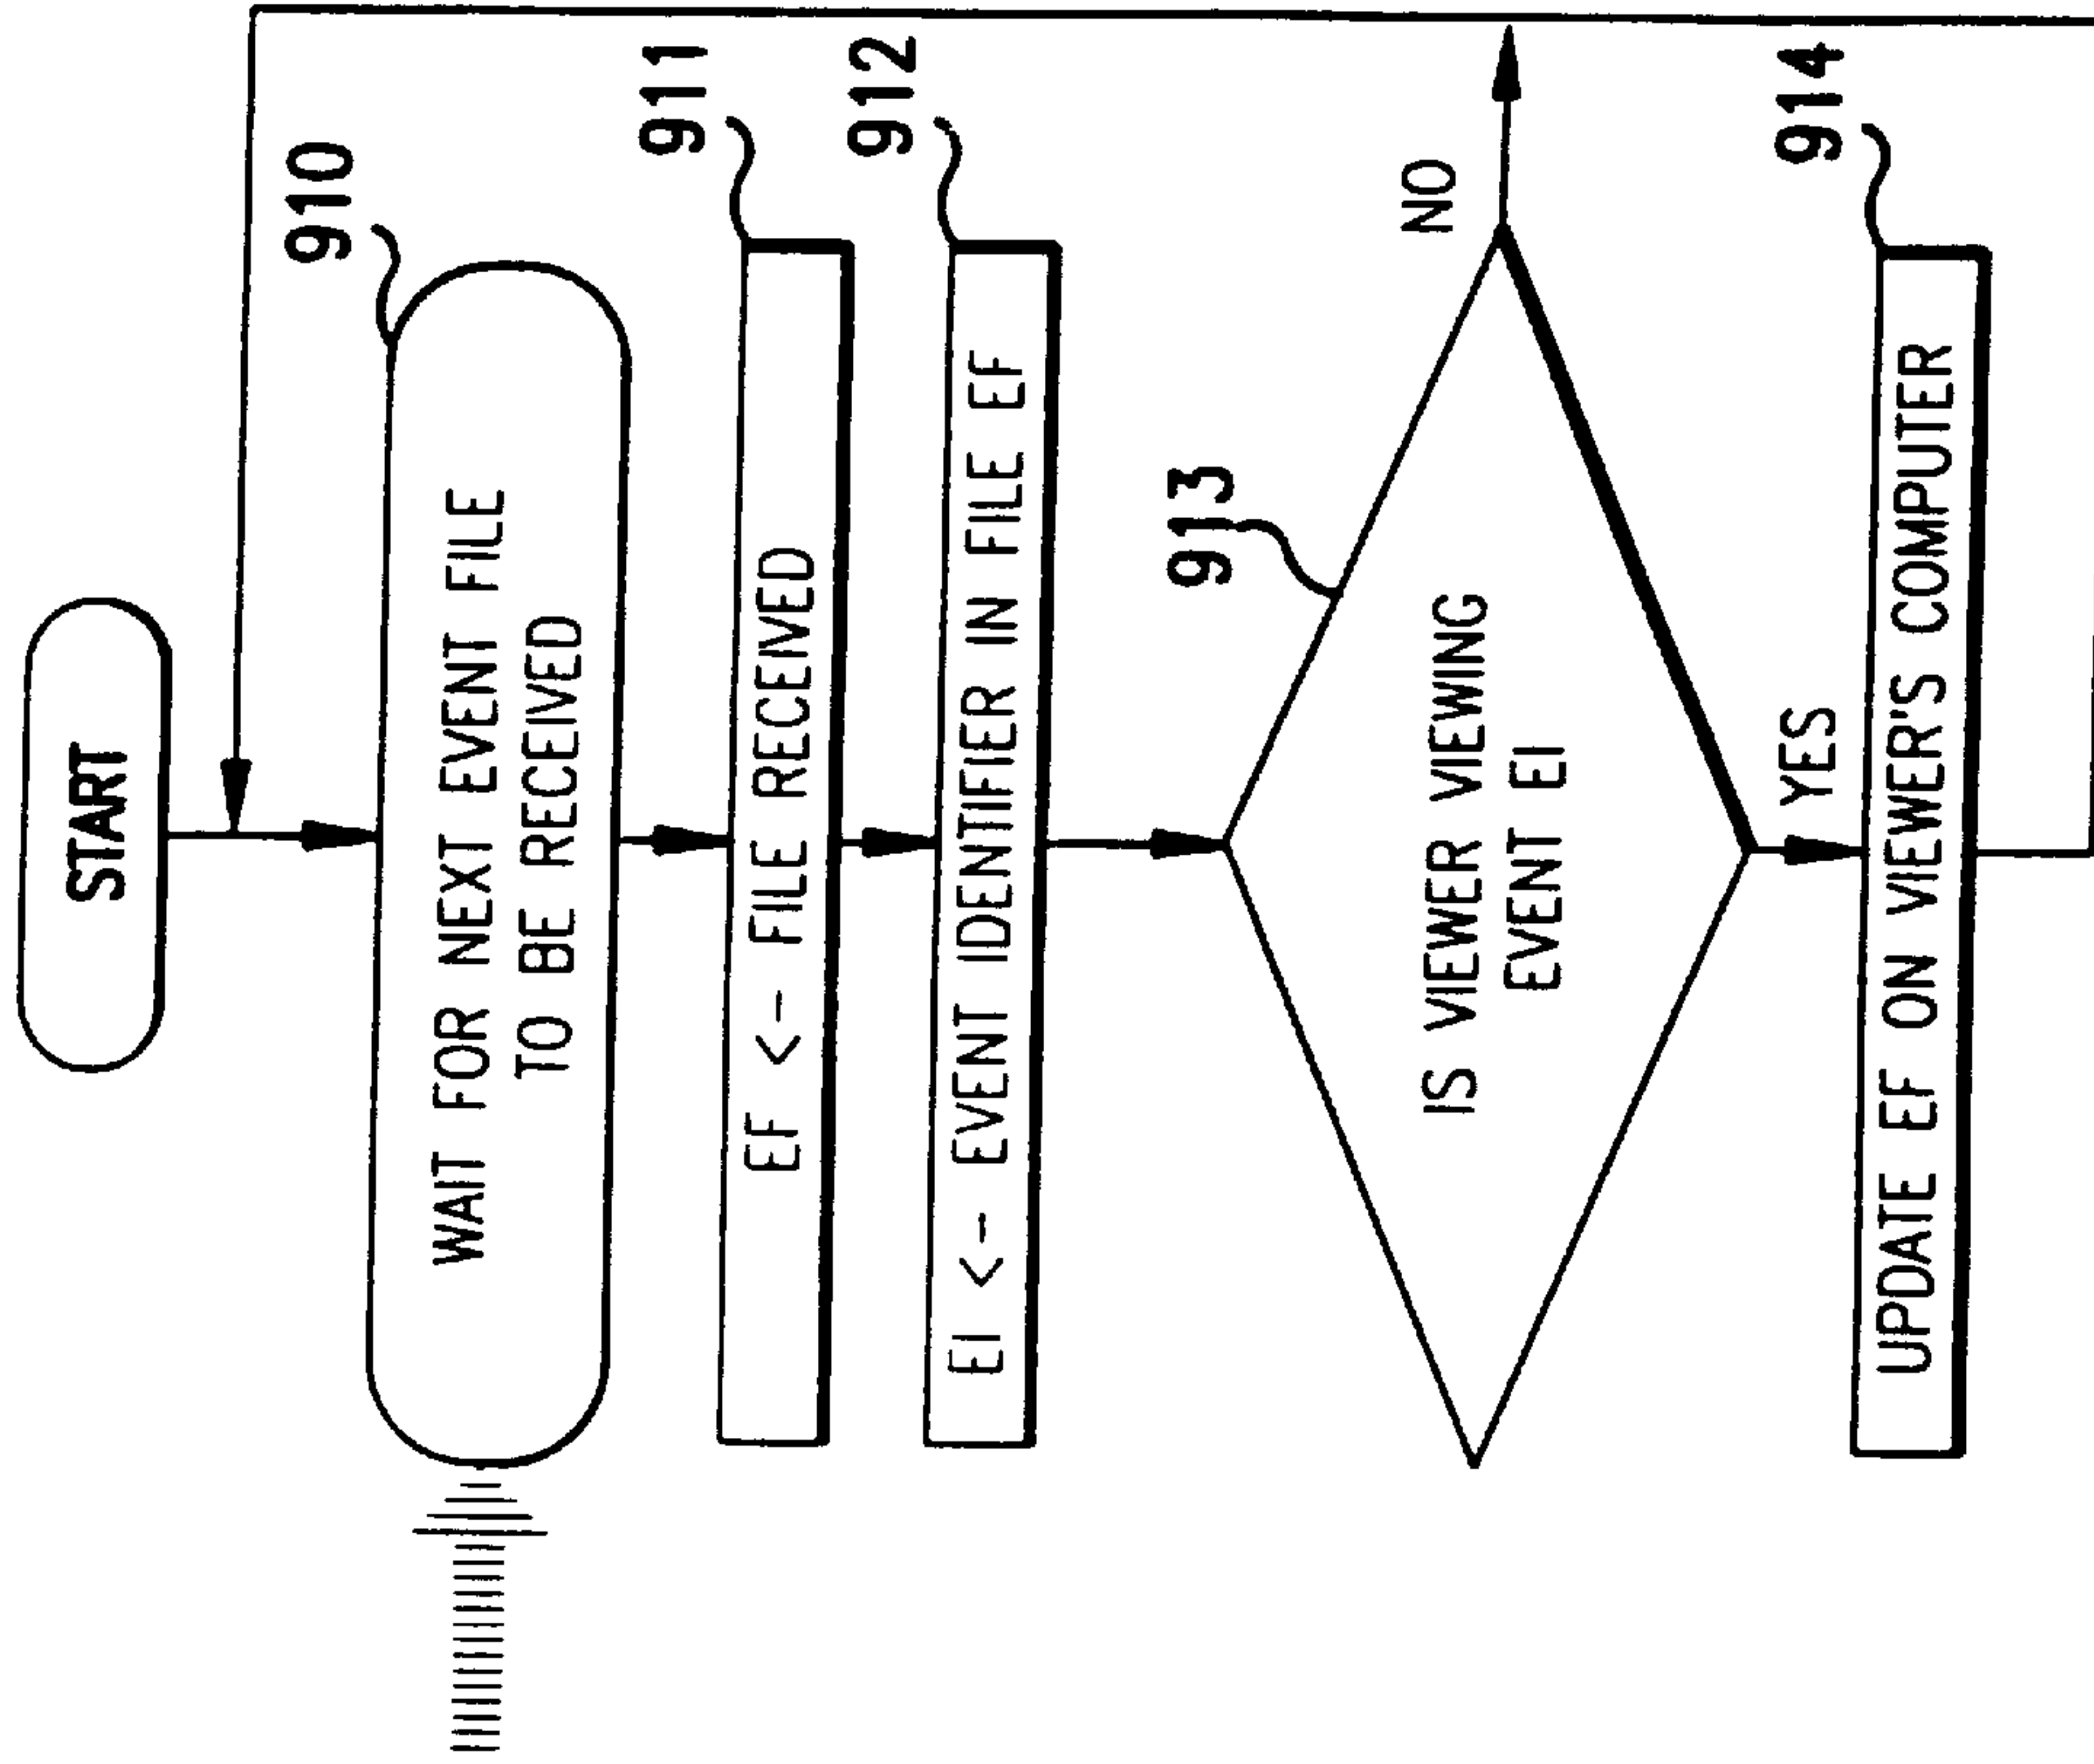 START
910
WAIT FOR NEXT EVENT FILE
TO BE RECEIVED
911
EF <- FILE RECEIVED
912
EI <- EVENT IDENTIFIER IN FILE EF
913
IS VIEWER VIEWING
EVENT EI
NO
YES
914
UPDATE EF ON VIEWER'S COMPUTER